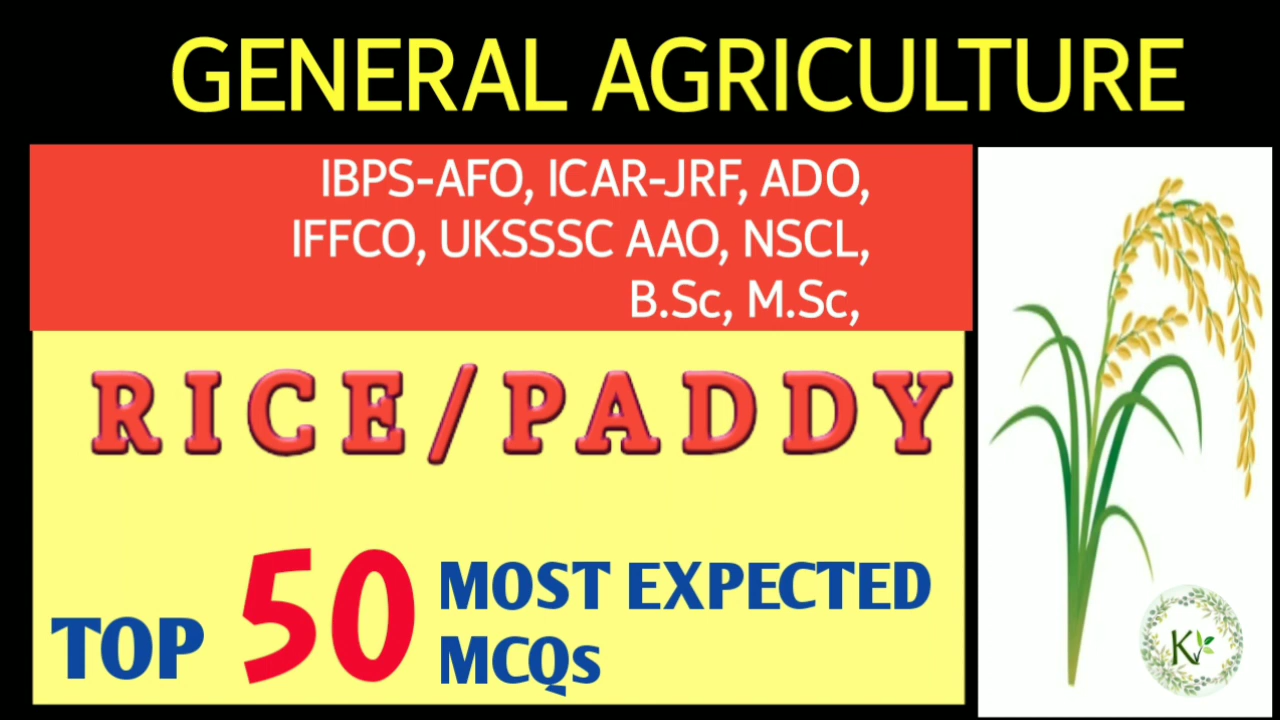 GENERAL AGRICULTURE
IBPS-AFO, ICAR-JRF, ADO,
IFFCO, UKSSSC AAO, NSCL,
B.Sc, M.Sc,
RICE/PADDY
TOP 50 MOST EXPECTED
MCQs
K